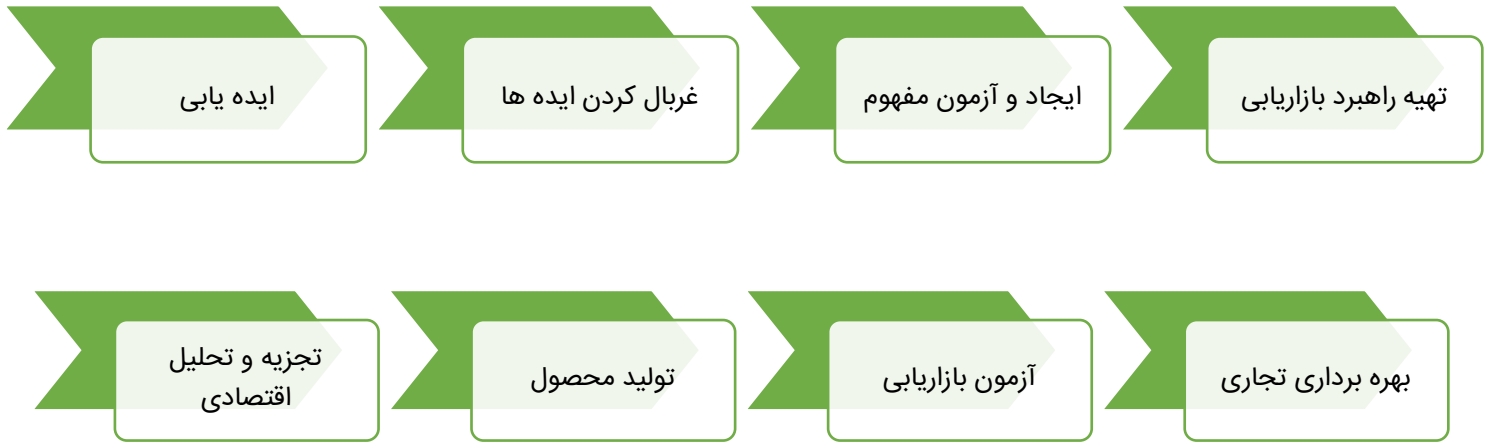 ایده یابی
غربال کردن ایده ها
ایجاد و آزمون مفهوم
تهیه راهبرد بازاریابی
تجزیه و تحلیل
اقتصادی
تولید محصول
آزمون بازاریابی
بهره برداری تجاری